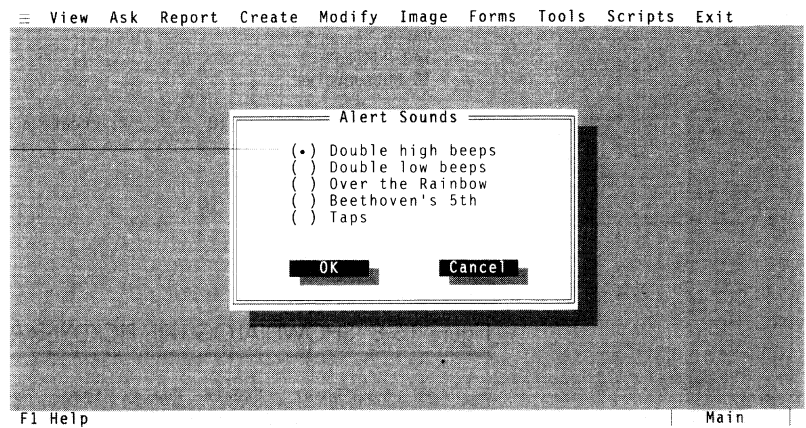 ☰ View Ask Report Create Modify Image Forms Tools Scripts Exit
Alert Sounds
(•) Double high beeps
( ) Double low beeps
( ) Over the Rainbow
( ) Beethoven's 5th
( ) Taps
OK Cancel
F1 Help Main